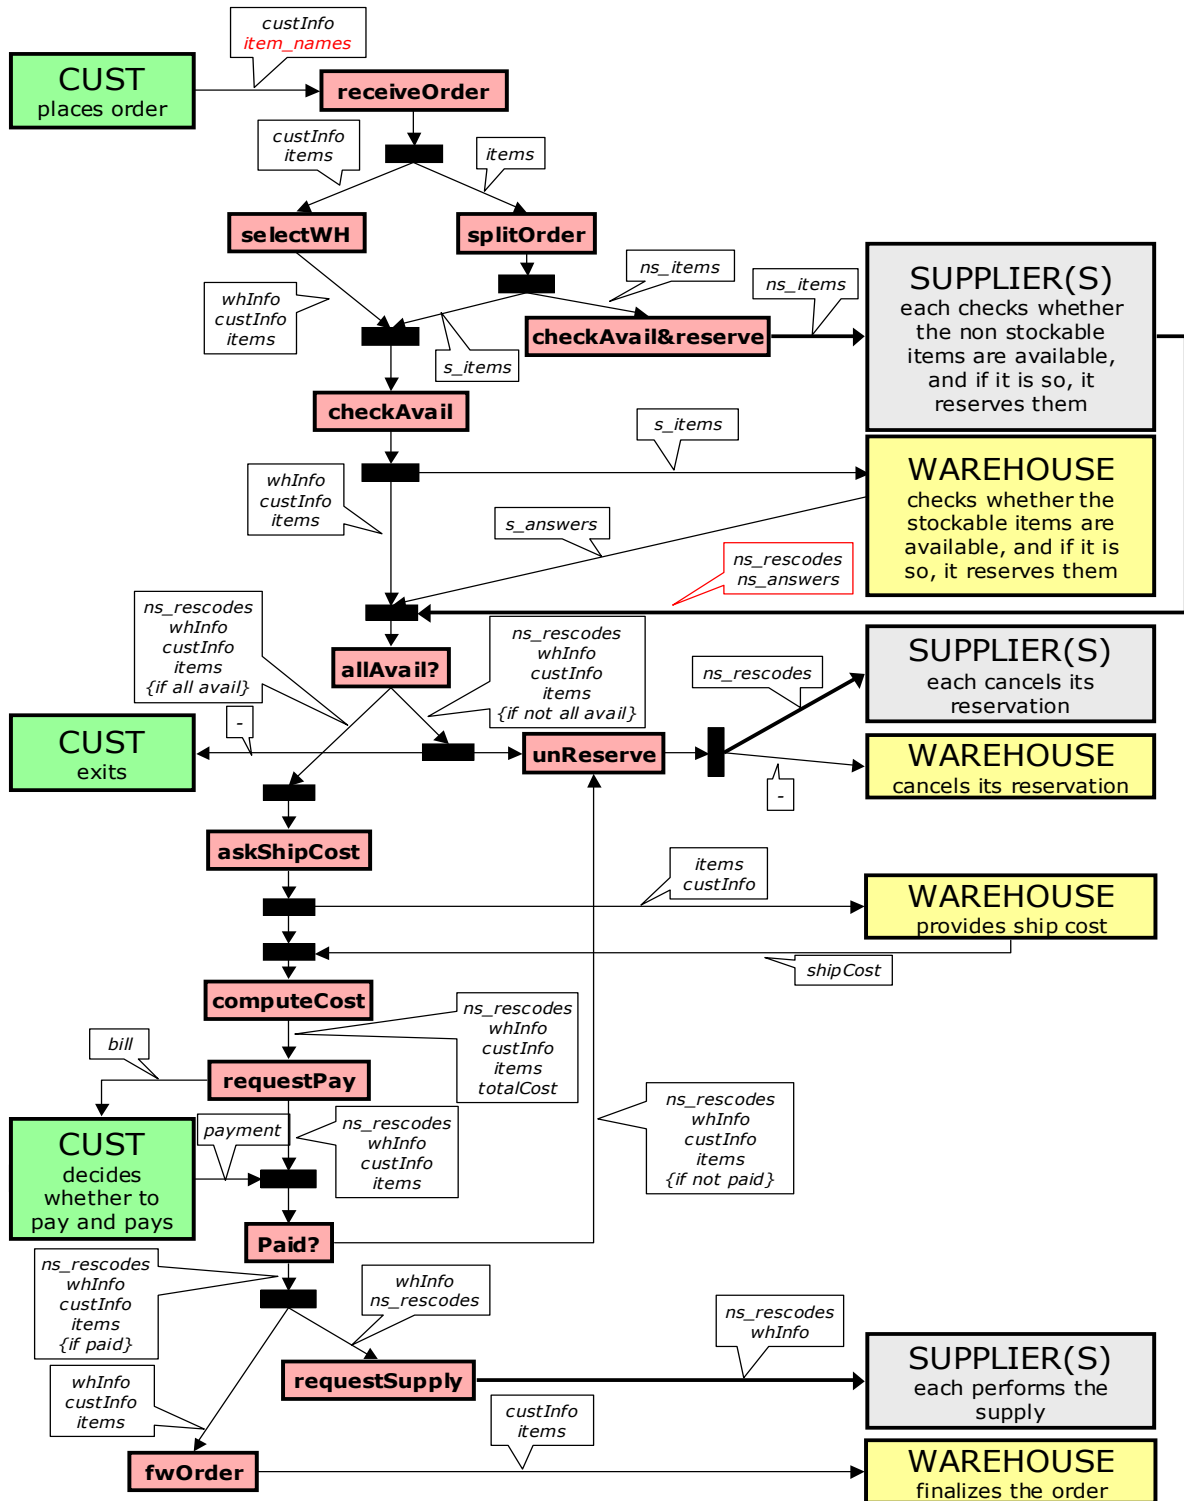 custInfo
item_names
CUST
places order
receiveOrder
custInfo
items
items
selectWH
splitOrder
ns_items
ns_items
SUPPLIER(S)
each checks whether
the non stockable
items are available,
and if it is so, it
reserves them
whInfo
custInfo
items
checkAvail&reserve
s_items
checkAvail
s_items
WAREHOUSE
checks whether the
stockable items are
available, and if it is
so, it reserves them
whInfo
custInfo
items
s_answers
ns_rescodes
ns_answers
ns_rescodes
whInfo
custInfo
items
{if all avail}
allAvail?
ns_rescodes
whInfo
custInfo
items
{if not all avail}
ns_rescodes
SUPPLIER(S)
each cancels its
reservation
-
CUST
exits
unReserve
WAREHOUSE
cancels its reservation
-
askShipCost
items
custInfo
WAREHOUSE
provides ship cost
shipCost
computeCost
ns_rescodes
whInfo
custInfo
items
totalCost
bill
requestPay
CUST
decides
whether to
pay and pays
payment
ns_rescodes
whInfo
custInfo
items
ns_rescodes
whInfo
custInfo
items
{if not paid}
Paid?
ns_rescodes
whInfo
custInfo
items
{if paid}
whInfo
ns_rescodes
ns_rescodes
whInfo
requestSupply
SUPPLIER(S)
each performs the
supply
whInfo
custInfo
items
custInfo
items
fwOrder
WAREHOUSE
finalizes the order